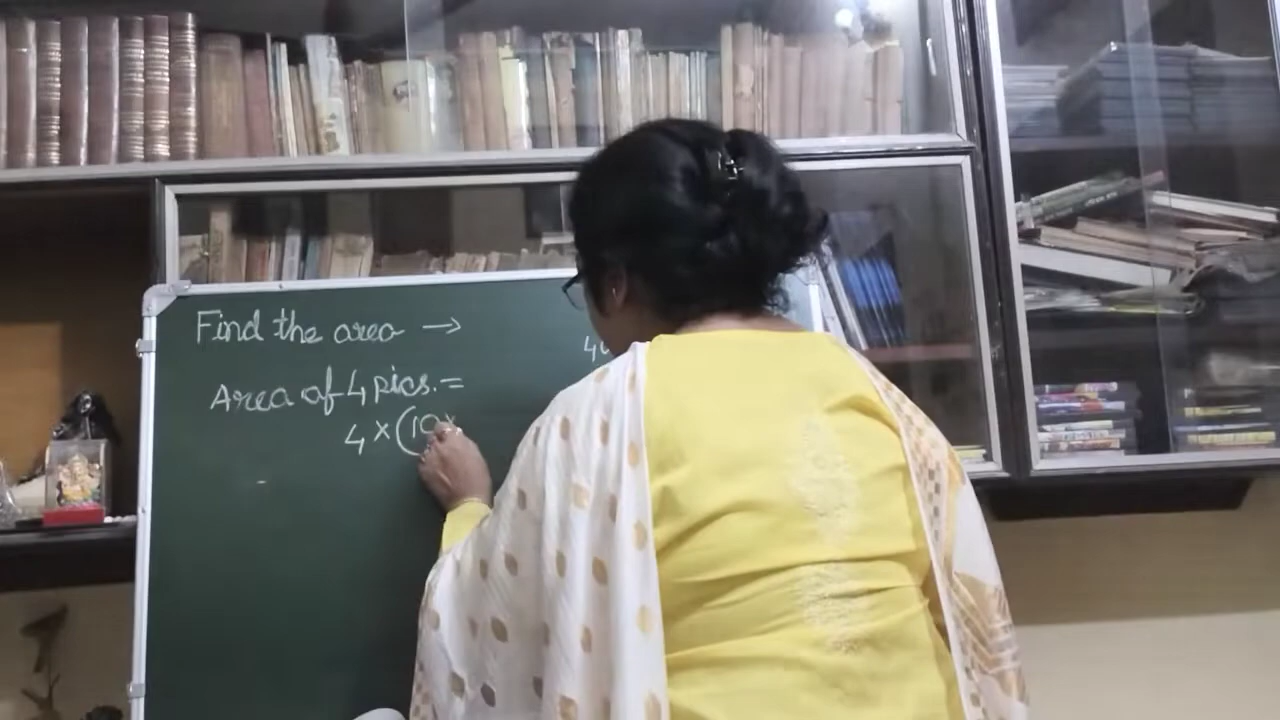 Find the area →
Area of 4 pics. =
4 × (10 ×